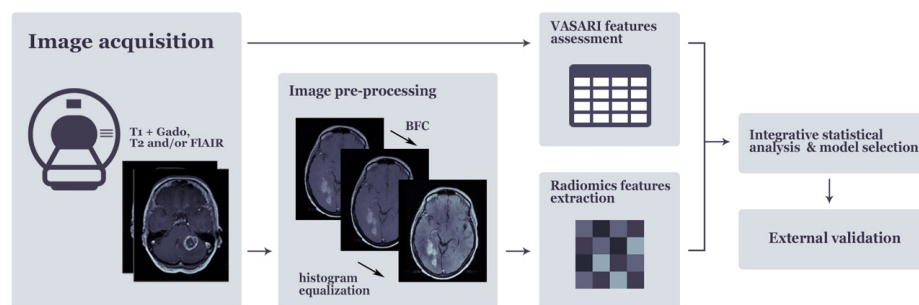 Image acquisition
T1 + Gado,
T2 and/or FlAIR
Image pre-processing
BFC
histogram
equalization
VASARI features
assessment
Radiomics features
extraction
Integrative statistical
analysis & model selection
External validation